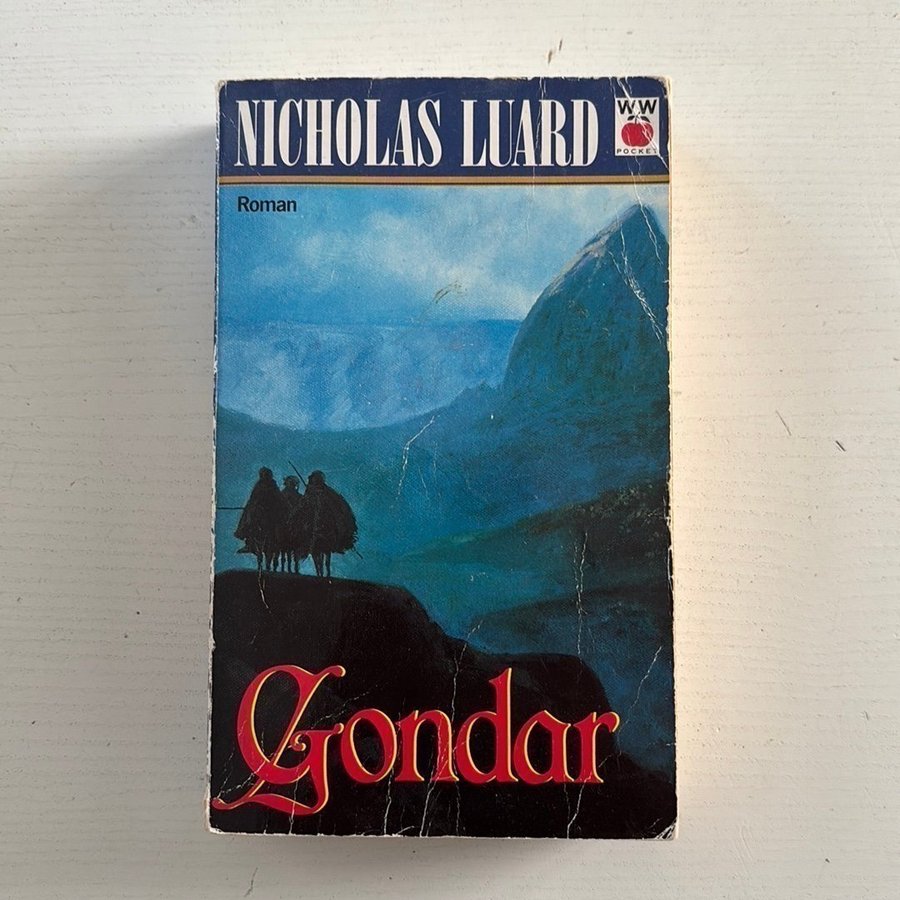 NICHOLAS LUARD
WW
POCKET
Roman
Gondar